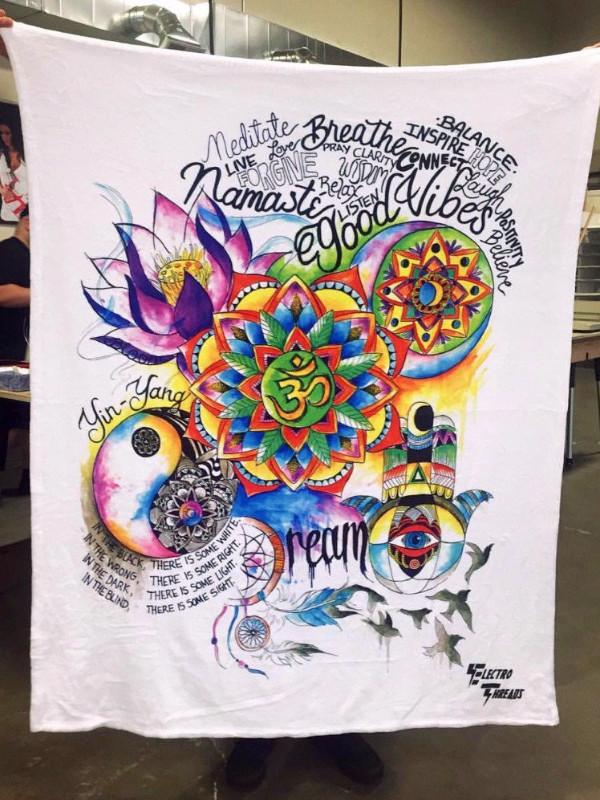 Meditate
Love
Breathe
PRAY CLARITY
INSPIRE
·BALANCE·
HOPE
LIVE
FORGIVE
Relax
WISDOM
CONNECT
Laugh
POSITIVITY
Believe
Namaste
LISTEN
Good Vibes
ॐ
Yin-Yang
IN THE BLACK, THERE IS SOME WHITE.
IN THE WRONG, THERE IS SOME RIGHT.
IN THE DARK, THERE IS SOME LIGHT.
IN THE BLIND, THERE IS SOME SIGHT.
Dream
ELECTRO
THREADS